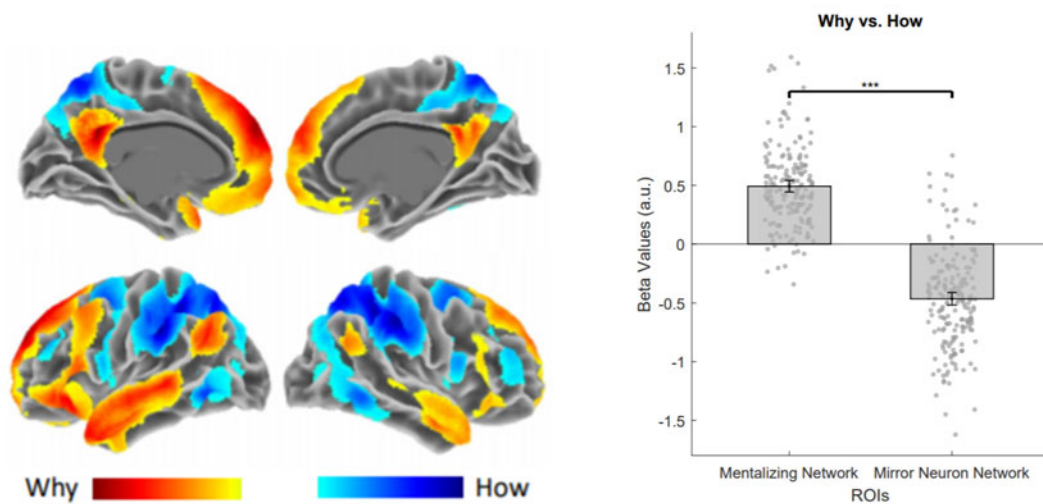 Why
How
Why vs. How
***
1.5
1
0.5
0
-0.5
-1
-1.5
Beta Values (a.u.)
Mentalizing Network
Mirror Neuron Network
ROIs